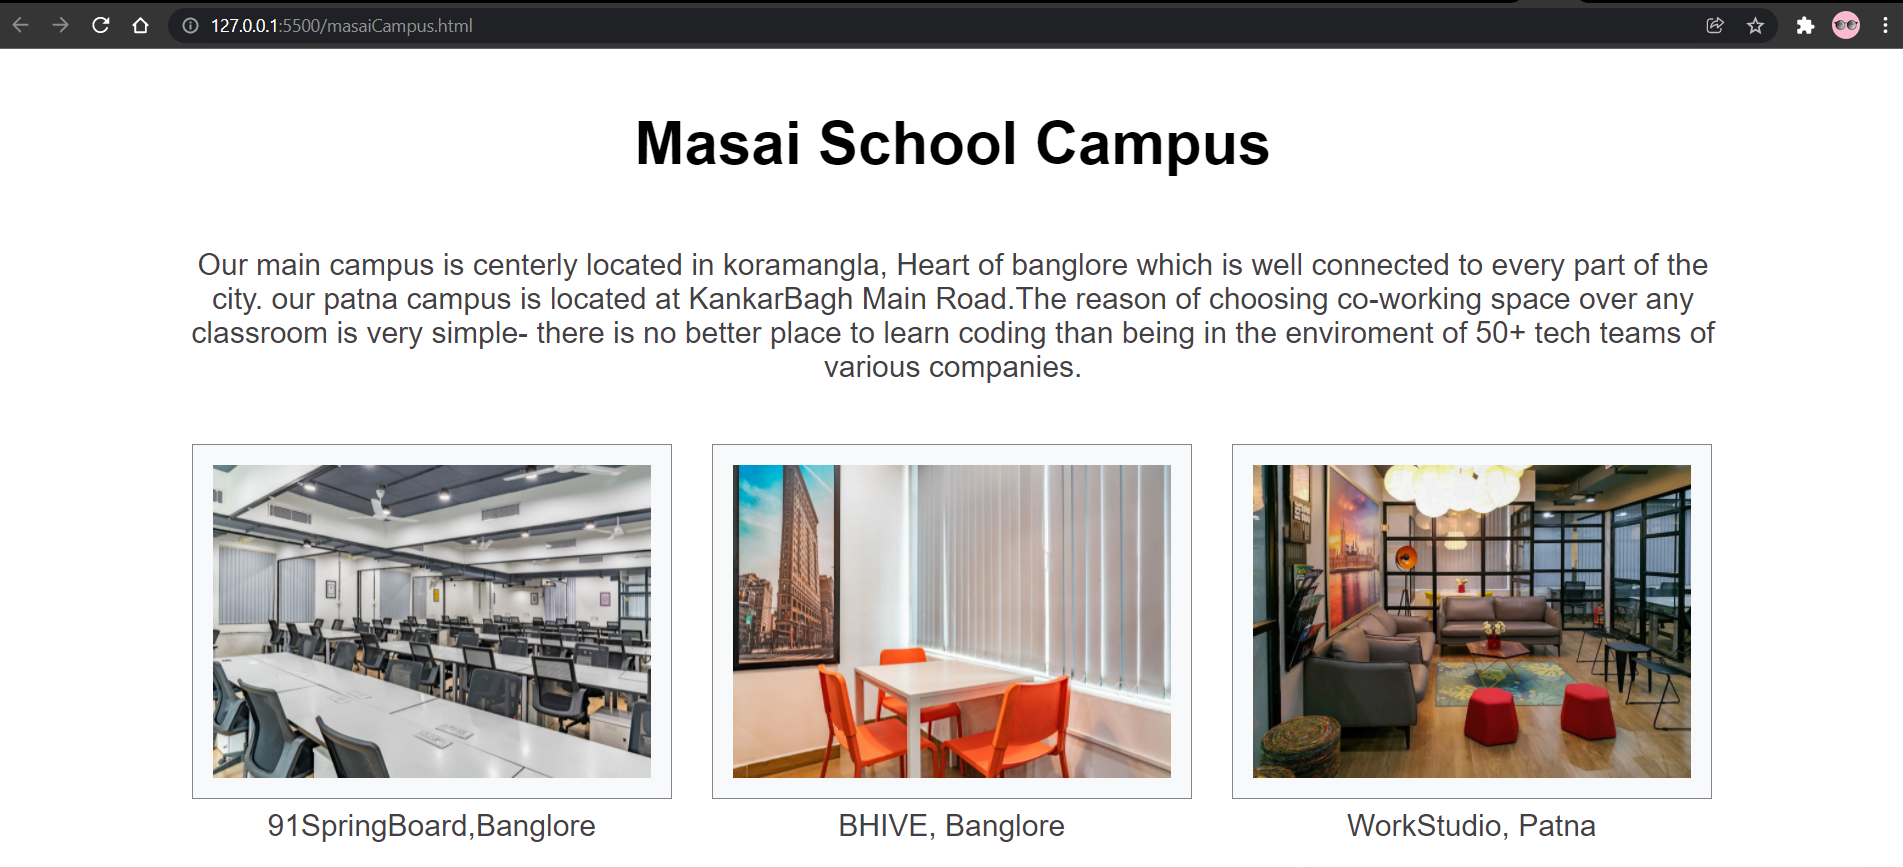 127.0.0.1:5500/masaiCampus.html
Masai School Campus
Our main campus is centerly located in koramangla, Heart of banglore which is well connected to every part of the
city. our patna campus is located at KankarBagh Main Road.The reason of choosing co-working space over any
classroom is very simple- there is no better place to learn coding than being in the enviroment of 50+ tech teams of
various companies.
91SpringBoard,Banglore
BHIVE, Banglore
WorkStudio, Patna